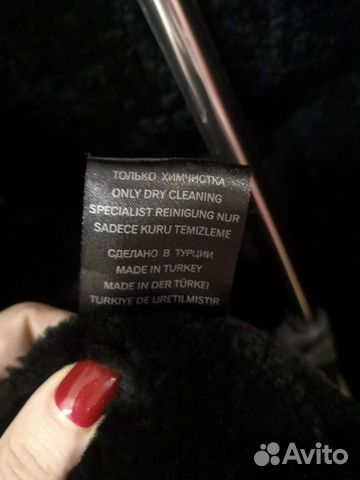 ТОЛЬКО ХИМЧИСТКА
ONLY DRY CLEANING
SPECIALIST REINIGUNG NUR
SADECE KURU TEMIZLEME
СДЕЛАНО В ТУРЦИИ
MADE IN TURKEY
MADE IN DER TÜRKEI
TURKIYE DE URETILMISTIR
Avito